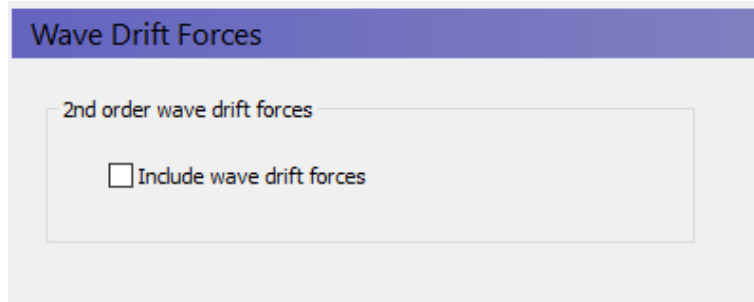 Wave Drift Forces
2nd order wave drift forces
Include wave drift forces